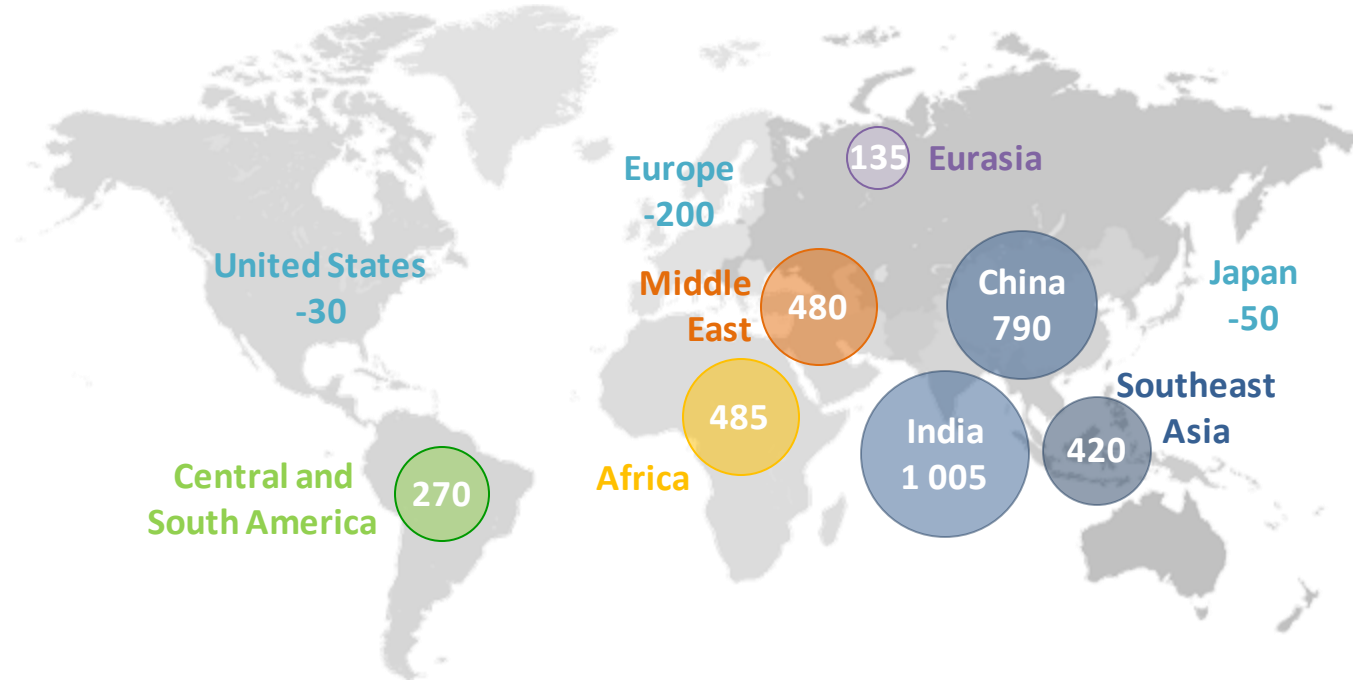 135 Eurasia
Europe
-200
United States
-30
Middle
East
480
China
790
Japan
-50
Southeast
Asia
485
Africa
India
1 005
420
Central and
South America
270